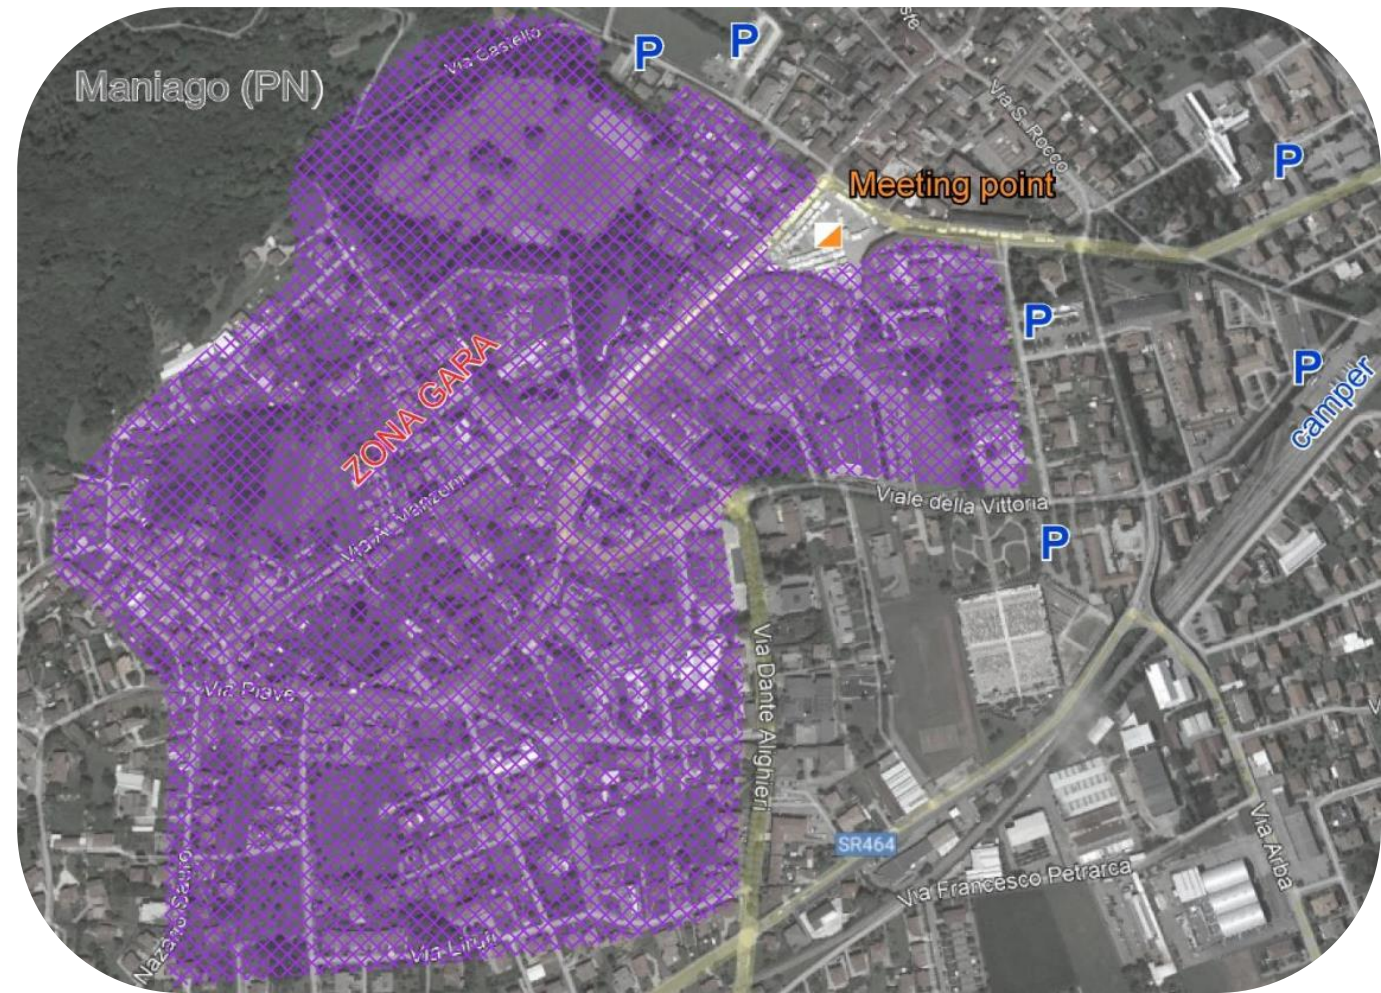 Via Castello
P
P
Maniago (PN)
Via S. Rocco
P
Meeting point
P
ZONA GARA
P
camper
Via A. Manzoni
Viale della Vittoria
P
Via Dante Alighieri
Via Piave
SR464
Via Francesco Petrarca
Via Arba
Nazario Sauro
Via Liruti